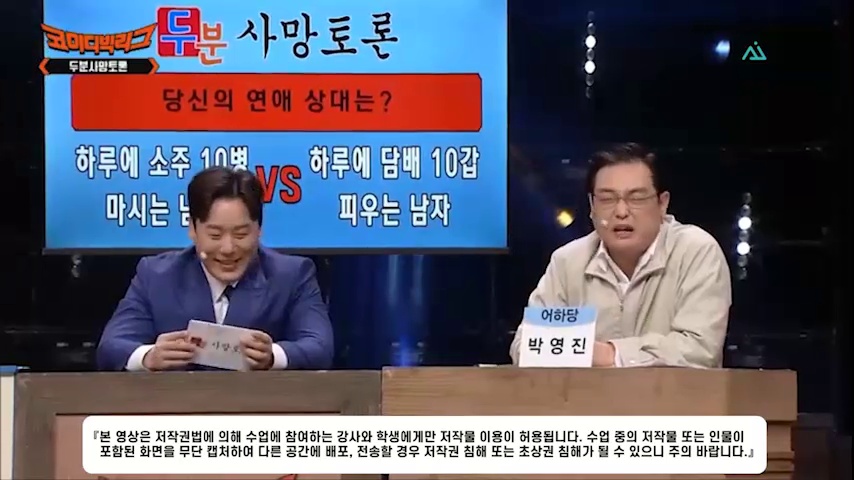 코미디빅리그
두분사망토론
두분 사망토론
당신의 연애 상대는?
하루에 소주 10병
마시는
VS
하루에 담배 10갑
피우는 남자
어하당
박영진
사망토론
『본 영상은 저작권법에 의해 수업에 참여하는 강사와 학생에게만 저작물 이용이 허용됩니다. 수업 중의 저작물 또는 인물이
포함된 화면을 무단 캡처하여 다른 공간에 배포, 전송할 경우 저작권 침해 또는 초상권 침해가 될 수 있으니 주의 바랍니다.』